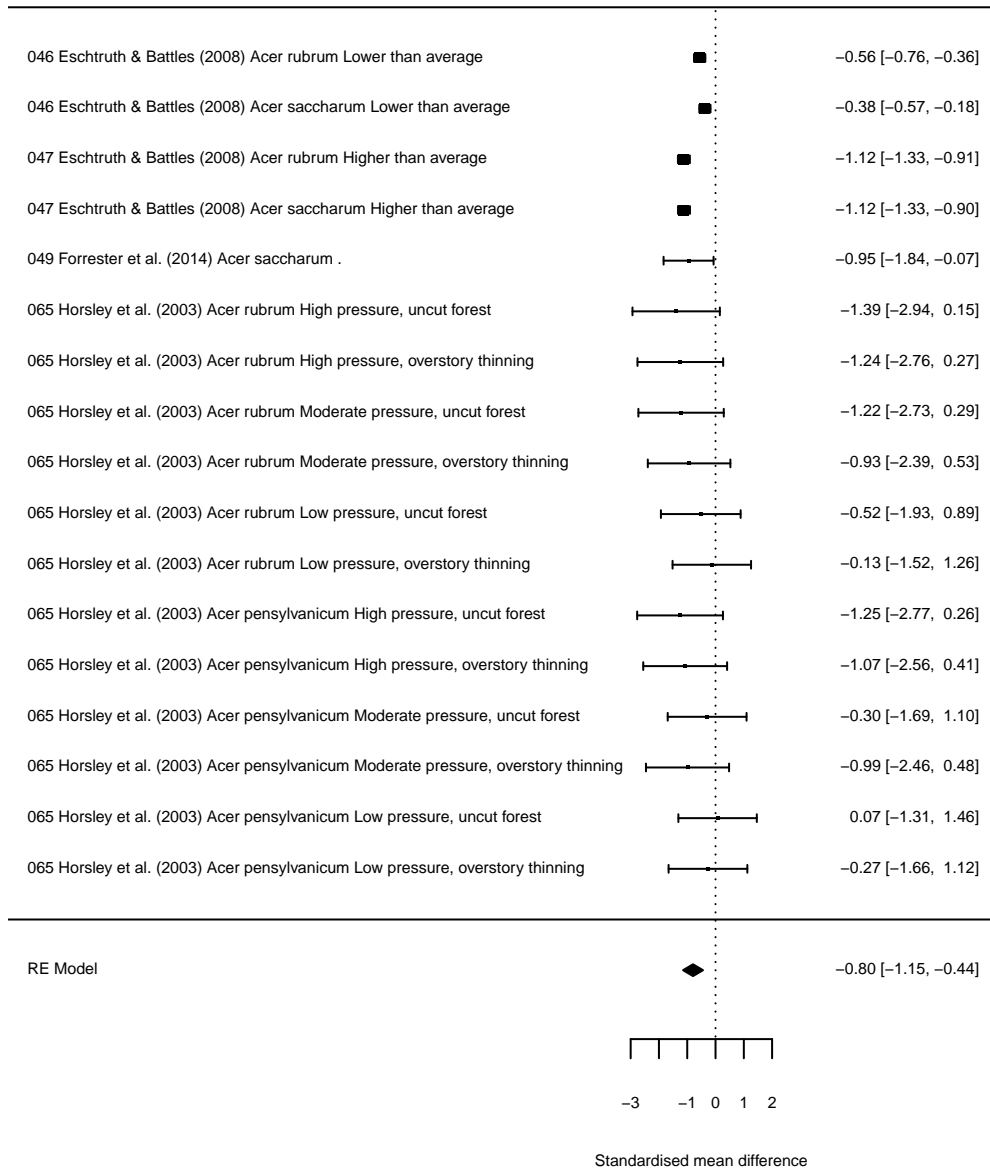 046 Eschtruth & Battles (2008) Acer rubrum Lower than average −0.56 [−0.76, −0.36]
046 Eschtruth & Battles (2008) Acer saccharum Lower than average −0.38 [−0.57, −0.18]
047 Eschtruth & Battles (2008) Acer rubrum Higher than average −1.12 [−1.33, −0.91]
047 Eschtruth & Battles (2008) Acer saccharum Higher than average −1.12 [−1.33, −0.90]
049 Forrester et al. (2014) Acer saccharum . −0.95 [−1.84, −0.07]
065 Horsley et al. (2003) Acer rubrum High pressure, uncut forest −1.39 [−2.94, 0.15]
065 Horsley et al. (2003) Acer rubrum High pressure, overstory thinning −1.24 [−2.76, 0.27]
065 Horsley et al. (2003) Acer rubrum Moderate pressure, uncut forest −1.22 [−2.73, 0.29]
065 Horsley et al. (2003) Acer rubrum Moderate pressure, overstory thinning −0.93 [−2.39, 0.53]
065 Horsley et al. (2003) Acer rubrum Low pressure, uncut forest −0.52 [−1.93, 0.89]
065 Horsley et al. (2003) Acer rubrum Low pressure, overstory thinning −0.13 [−1.52, 1.26]
065 Horsley et al. (2003) Acer pensylvanicum High pressure, uncut forest −1.25 [−2.77, 0.26]
065 Horsley et al. (2003) Acer pensylvanicum High pressure, overstory thinning −1.07 [−2.56, 0.41]
065 Horsley et al. (2003) Acer pensylvanicum Moderate pressure, uncut forest −0.30 [−1.69, 1.10]
065 Horsley et al. (2003) Acer pensylvanicum Moderate pressure, overstory thinning −0.99 [−2.46, 0.48]
065 Horsley et al. (2003) Acer pensylvanicum Low pressure, uncut forest 0.07 [−1.31, 1.46]
065 Horsley et al. (2003) Acer pensylvanicum Low pressure, overstory thinning −0.27 [−1.66, 1.12]
RE Model −0.80 [−1.15, −0.44]
−3 −1 0 1 2
Standardised mean difference